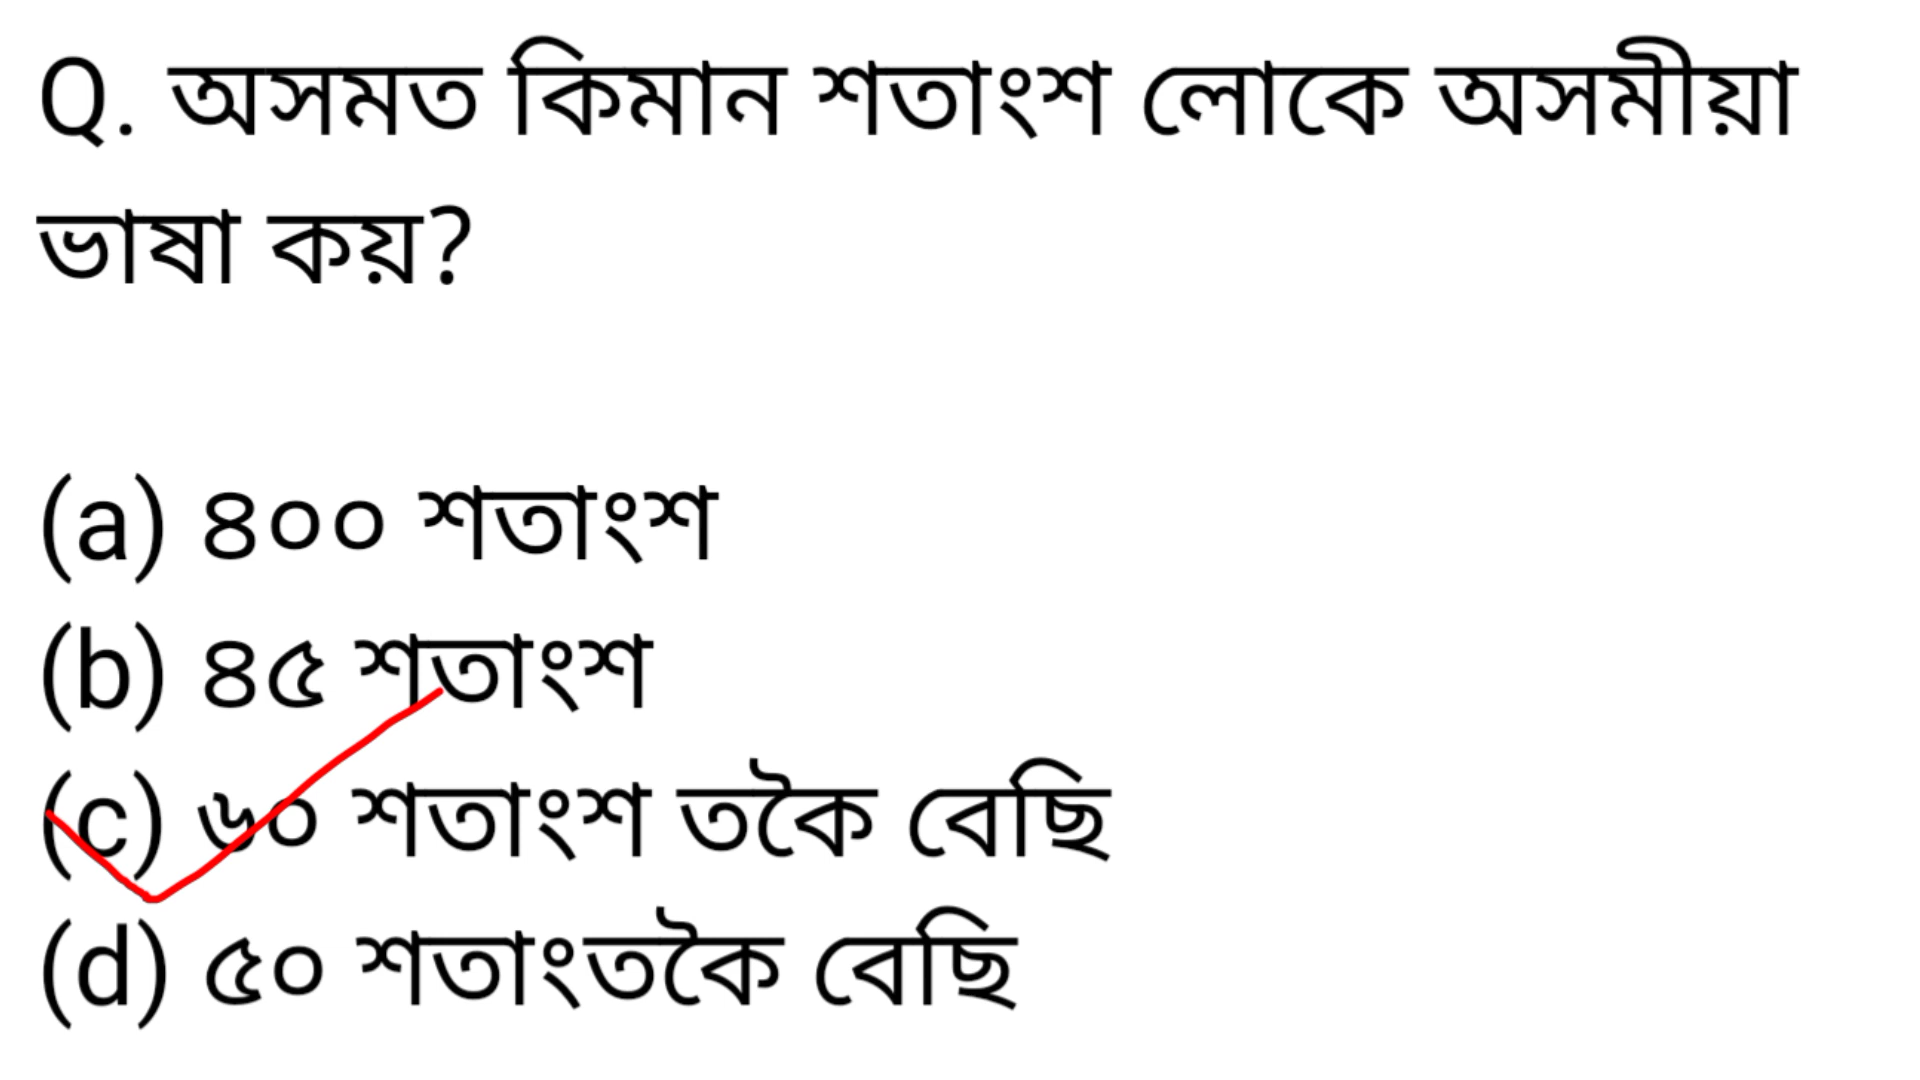 Q. অসমত কিমান শতাংশ লোকে অসমীয়া
ভাষা কয়?
(a) ৪০০ শতাংশ
(b) ৪৫ শতাংশ
(c) ৬০ শতাংশ তকৈ বেছি
(d) ৫০ শতাংতকৈ বেছি